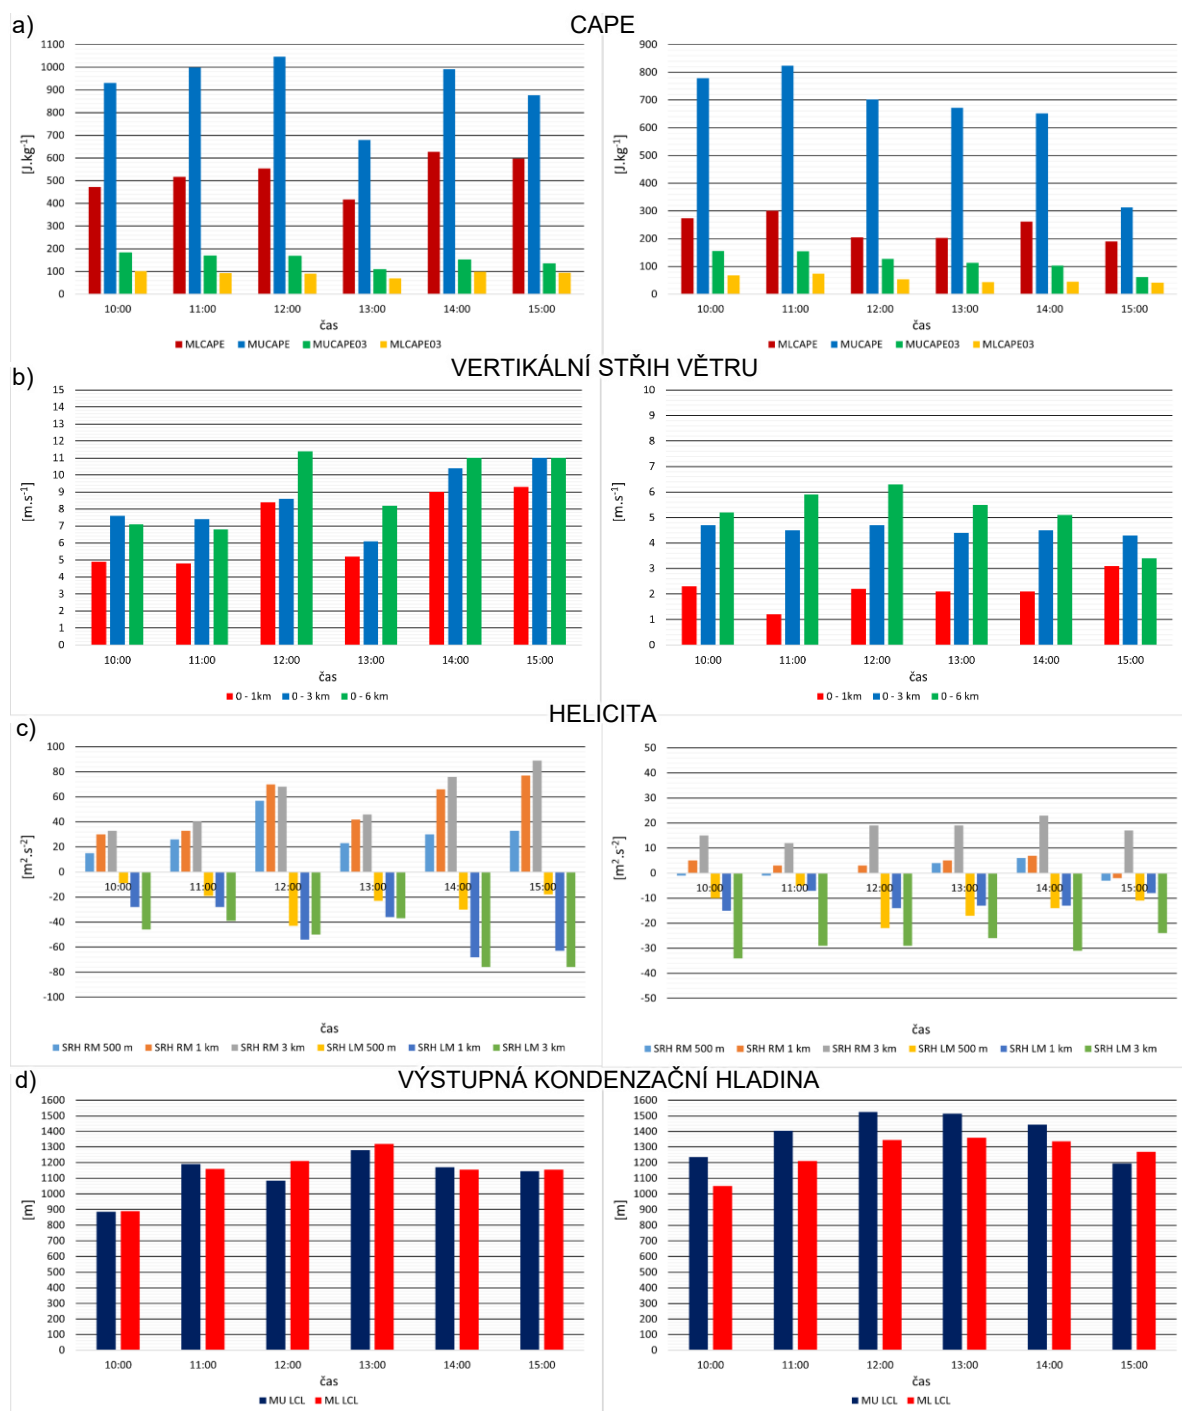 a)
CAPE
1100
1000
900
800
700
600
500
400
300
200
100
0
[J.kg⁻¹]
10:00 11:00 12:00 13:00 14:00 15:00
čas
MLCAPE MUCAPE MUCAPE03 MLCAPE03
900
800
700
600
500
400
300
200
100
0
[J.kg⁻¹]
10:00 11:00 12:00 13:00 14:00 15:00
čas
MLCAPE MUCAPE MUCAPE03 MLCAPE03
b)
VERTIKÁLNÍ STŘIH VĚTRU
15
14
13
12
11
10
9
8
7
6
5
4
3
2
1
0
[m.s⁻¹]
10:00 11:00 12:00 13:00 14:00 15:00
čas
0 - 1km 0 - 3 km 0 - 6 km
10
9
8
7
6
5
4
3
2
1
0
[m.s⁻¹]
10:00 11:00 12:00 13:00 14:00 15:00
čas
0 - 1km 0 - 3 km 0 - 6 km
c)
HELICITA
100
80
60
40
20
0
-20
-40
-60
-80
-100
[m².s⁻²]
10:00 11:00 12:00 13:00 14:00 15:00
čas
SRH RM 500 m SRH RM 1 km SRH RM 3 km SRH LM 500 m SRH LM 1 km SRH LM 3 km
50
40
30
20
10
0
-10
-20
-30
-40
-50
[m².s⁻²]
10:00 11:00 12:00 13:00 14:00 15:00
čas
SRH RM 500 m SRH RM 1 km SRH RM 3 km SRH LM 500 m SRH LM 1 km SRH LM 3 km
d)
VÝSTUPNÁ KONDENZAČNÍ HLADINA
1600
1500
1400
1300
1200
1100
1000
900
800
700
600
500
400
300
200
100
0
[m]
10:00 11:00 12:00 13:00 14:00 15:00
čas
MU LCL ML LCL
1600
1500
1400
1300
1200
1100
1000
900
800
700
600
500
400
300
200
100
0
[m]
10:00 11:00 12:00 13:00 14:00 15:00
čas
MU LCL ML LCL